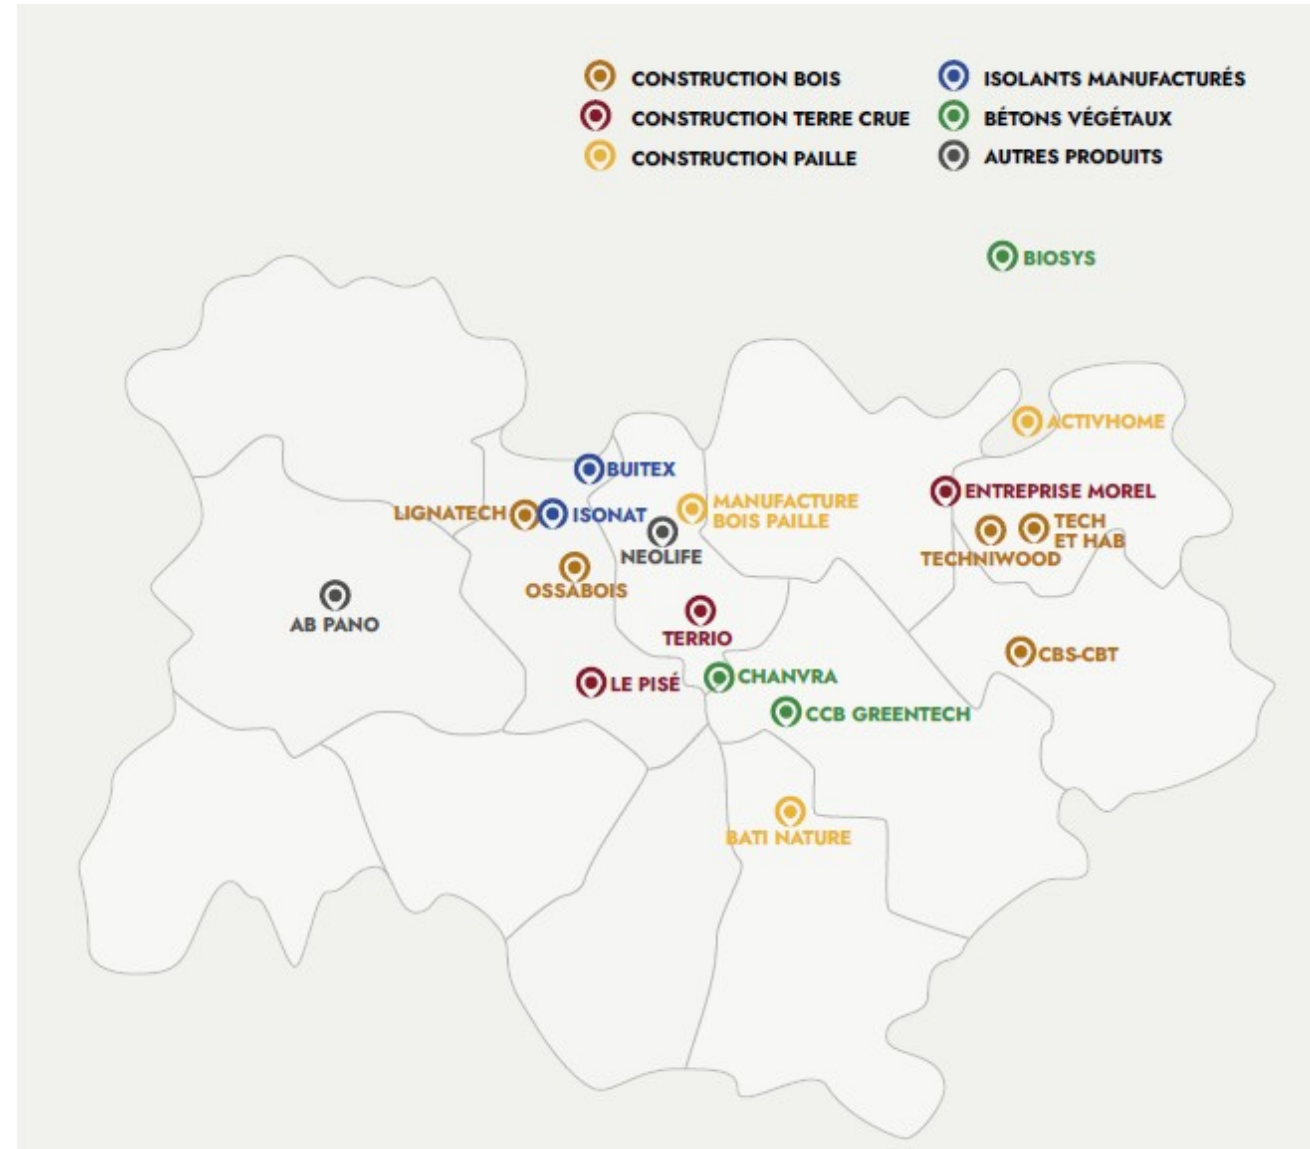 CONSTRUCTION BOIS
CONSTRUCTION TERRE CRUE
CONSTRUCTION PAILLE
ISOLANTS MANUFACTURÉS
BÉTONS VÉGÉTAUX
AUTRES PRODUITS
BIOSYS
ACTIVHOME
BUITEX
ENTREPRISE MOREL
MANUFACTURE
BOIS PAILLE
LIGNATECH
ISONAT
TECH
ET HAB
NEOLIFE
TECHNIWOOD
OSSABOIS
AB PANO
TERRIO
CBS-CBT
LE PISÉ
CHANVRA
CCB GREENTECH
BATI NATURE